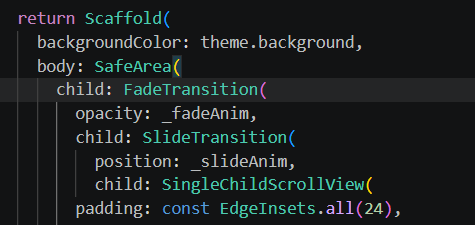 return Scaffold(
backgroundColor: theme.background,
body: SafeArea(
child: FadeTransition(
opacity: _fadeAnim,
child: SlideTransition(
position: _slideAnim,
child: SingleChildScrollView(
padding: const EdgeInsets.all(24),